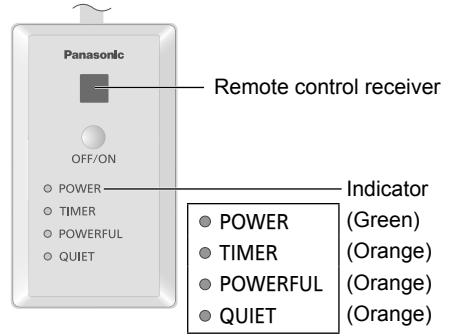 Panasonic
Remote control receiver
OFF/ON
POWER
TIMER
POWERFUL
QUIET
Indicator
POWER (Green)
TIMER (Orange)
POWERFUL (Orange)
QUIET (Orange)